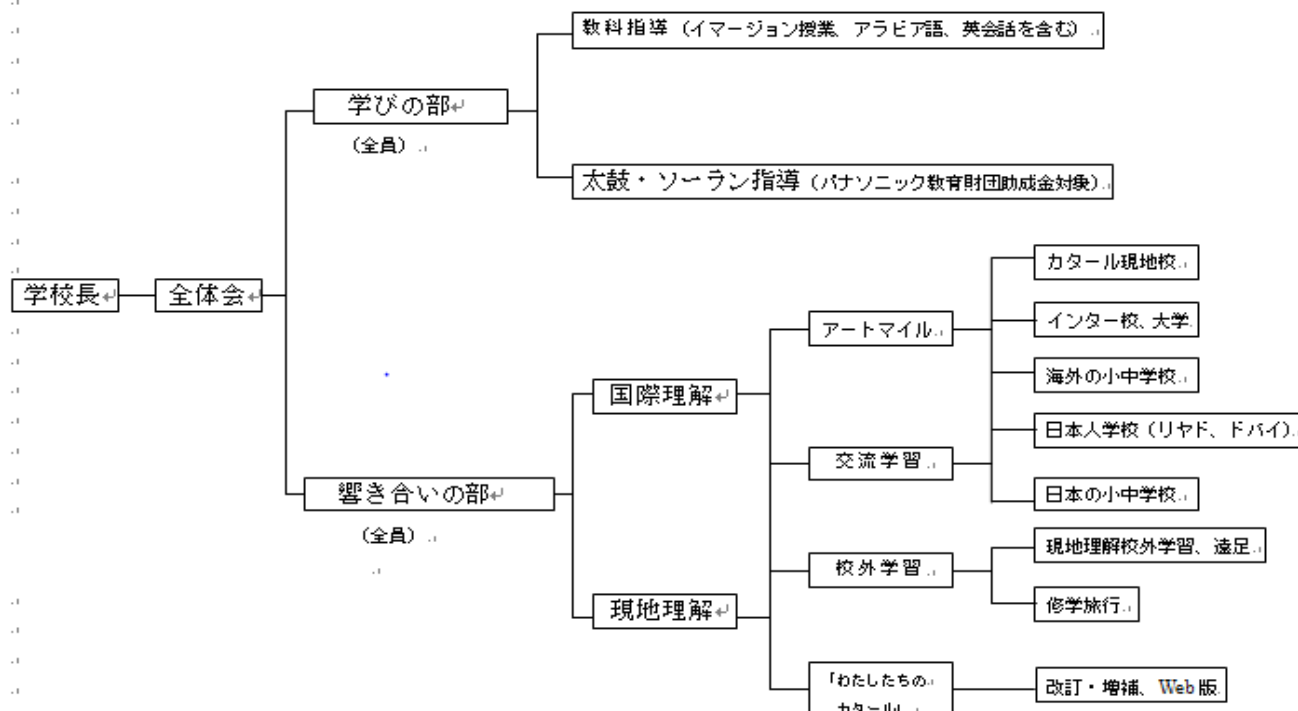 教科指導（イマージョン授業、アラビア語、英会話を含む）
学びの部
（全員）
太鼓・ソーラン指導（パナソニック教育財団助成金対象）
学校長
全体会
カタール現地校
インター校、大学
アートマイル
海外の小中学校
国際理解
日本人学校（リヤド、ドバイ）
交流学習
日本の小中学校
響き合いの部
（全員）
現地理解校外学習、遠足
校外学習
修学旅行
現地理解
「わたしたちの
カタール」
改訂・増補、Web版